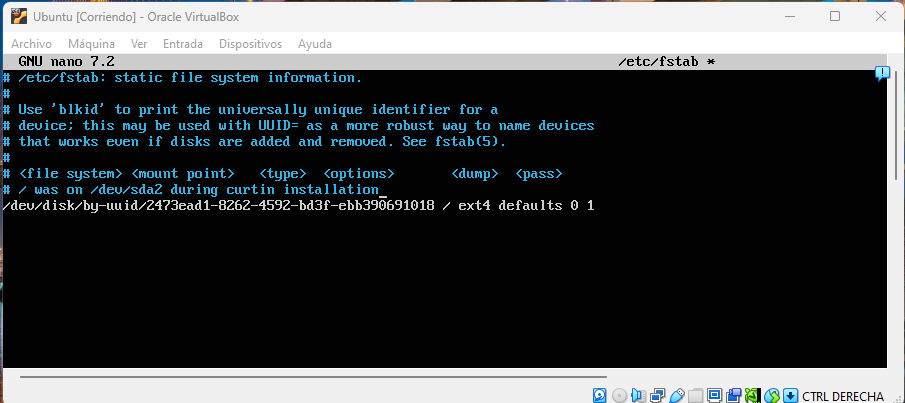 Ubuntu [Corriendo] - Oracle VirtualBox
Archivo Máquina Ver Entrada Dispositivos Ayuda
GNU nano 7.2 /etc/fstab *
# /etc/fstab: static file system information.
#
# Use 'blkid' to print the universally unique identifier for a
# device; this may be used with UUID= as a more robust way to name devices
# that works even if disks are added and removed. See fstab(5).
#
# <file system> <mount point>   <type>  <options>       <dump>  <pass>
# / was on /dev/sda2 during curtin installation
/dev/disk/by-uuid/2473ead1-8262-4592-bd3f-ebb390691018 / ext4 defaults 0 1
CTRL DERECHA